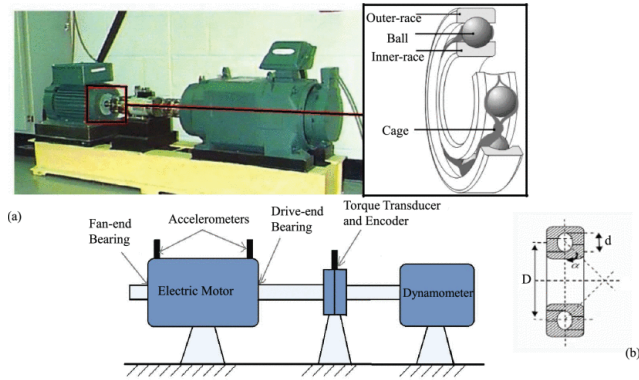 Outer-race
Ball
Inner-race
Cage
(a)
Fan-end
Bearing
Accelerometers
Drive-end
Bearing
Torque Transducer
and Encoder
Electric Motor
Dynamometer
D
d
α
(b)